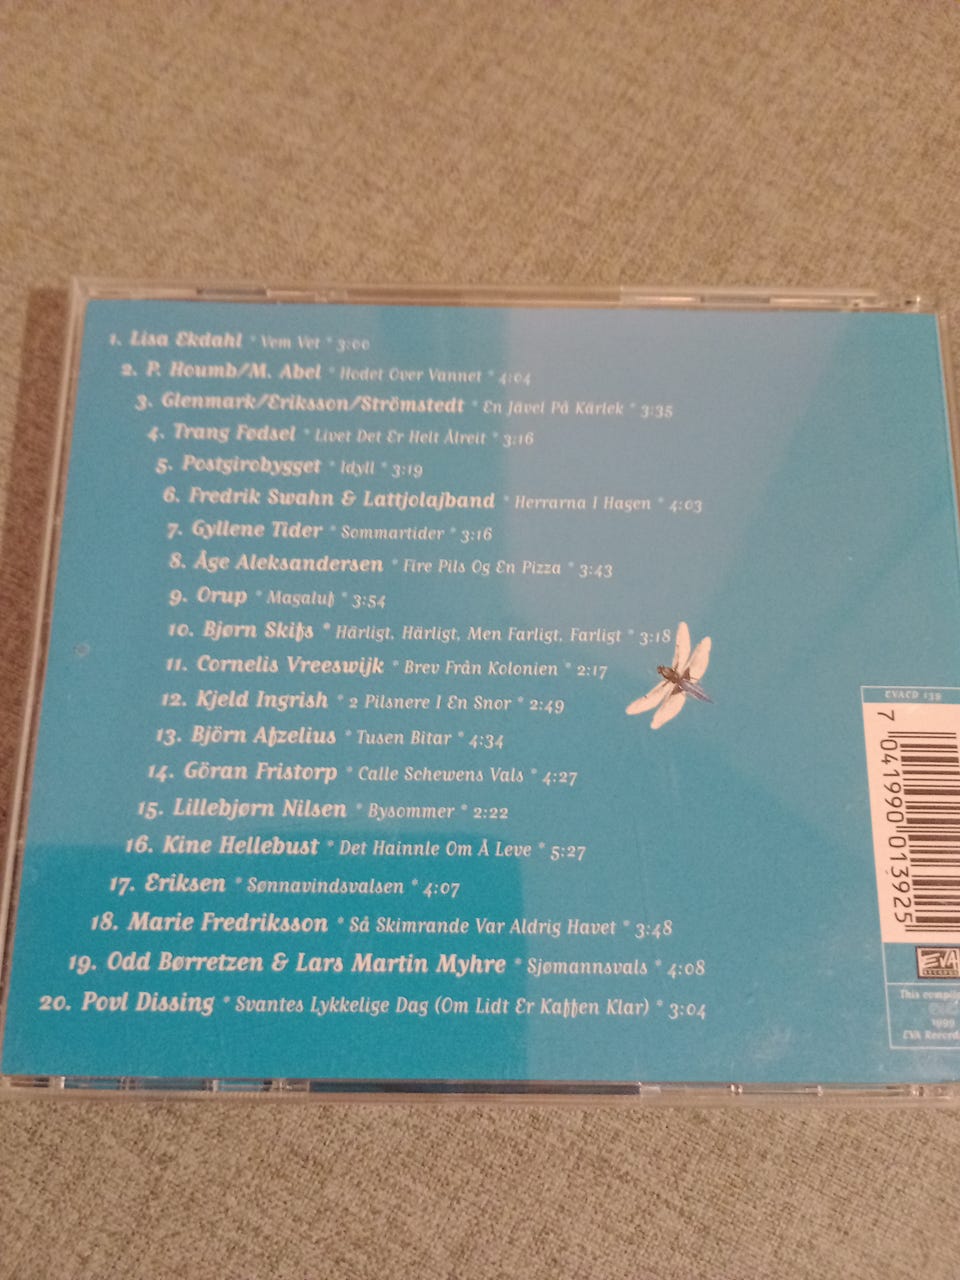 1. Lisa Ekdahl * Vem Vet * 3:00
2. P. Houmb/M. Abel * Hodet Over Vannet * 4:04
3. Glenmark/Eriksson/Strömstedt * En Jävel På Kärlek * 3:35
4. Trang Fødsel * Livet Det Er Helt Ålreit * 3:16
5. Postgirobygget * Idyll * 3:19
6. Fredrik Swahn & Lattjolajband * Herrarna I Hagen * 4:03
7. Gyllene Tider * Sommartider * 3:16
8. Åge Aleksandersen * Fire Pils Og En Pizza * 3:43
9. Orup * Magaluf * 3:54
10. Bjørn Skifs * Härligt, Härligt, Men Farligt, Farligt * 3:18
11. Cornelis Vreeswijk * Brev Från Kolonien * 2:17
12. Kjeld Ingrish * 2 Pilsnere I En Snor * 2:49
13. Björn Afzelius * Tusen Bitar * 4:34
14. Göran Fristorp * Calle Schewens Vals * 4:27
15. Lillebjørn Nilsen * Bysommer * 2:22
16. Kine Hellebust * Det Hainnle Om Å Leve * 5:27
17. Eriksen * Sønnavindsvalsen * 4:07
18. Marie Fredriksson * Så Skimrande Var Aldrig Havet * 3:48
19. Odd Børretzen & Lars Martin Myhre * Sjømannsvals * 4:08
20. Povl Dissing * Svantes Lykkelige Dag (Om Lidt Er Kaffen Klar) * 3:04
EVACD 139
7 041990 013925
EVA
RECORDS
This
1999
EVA Records